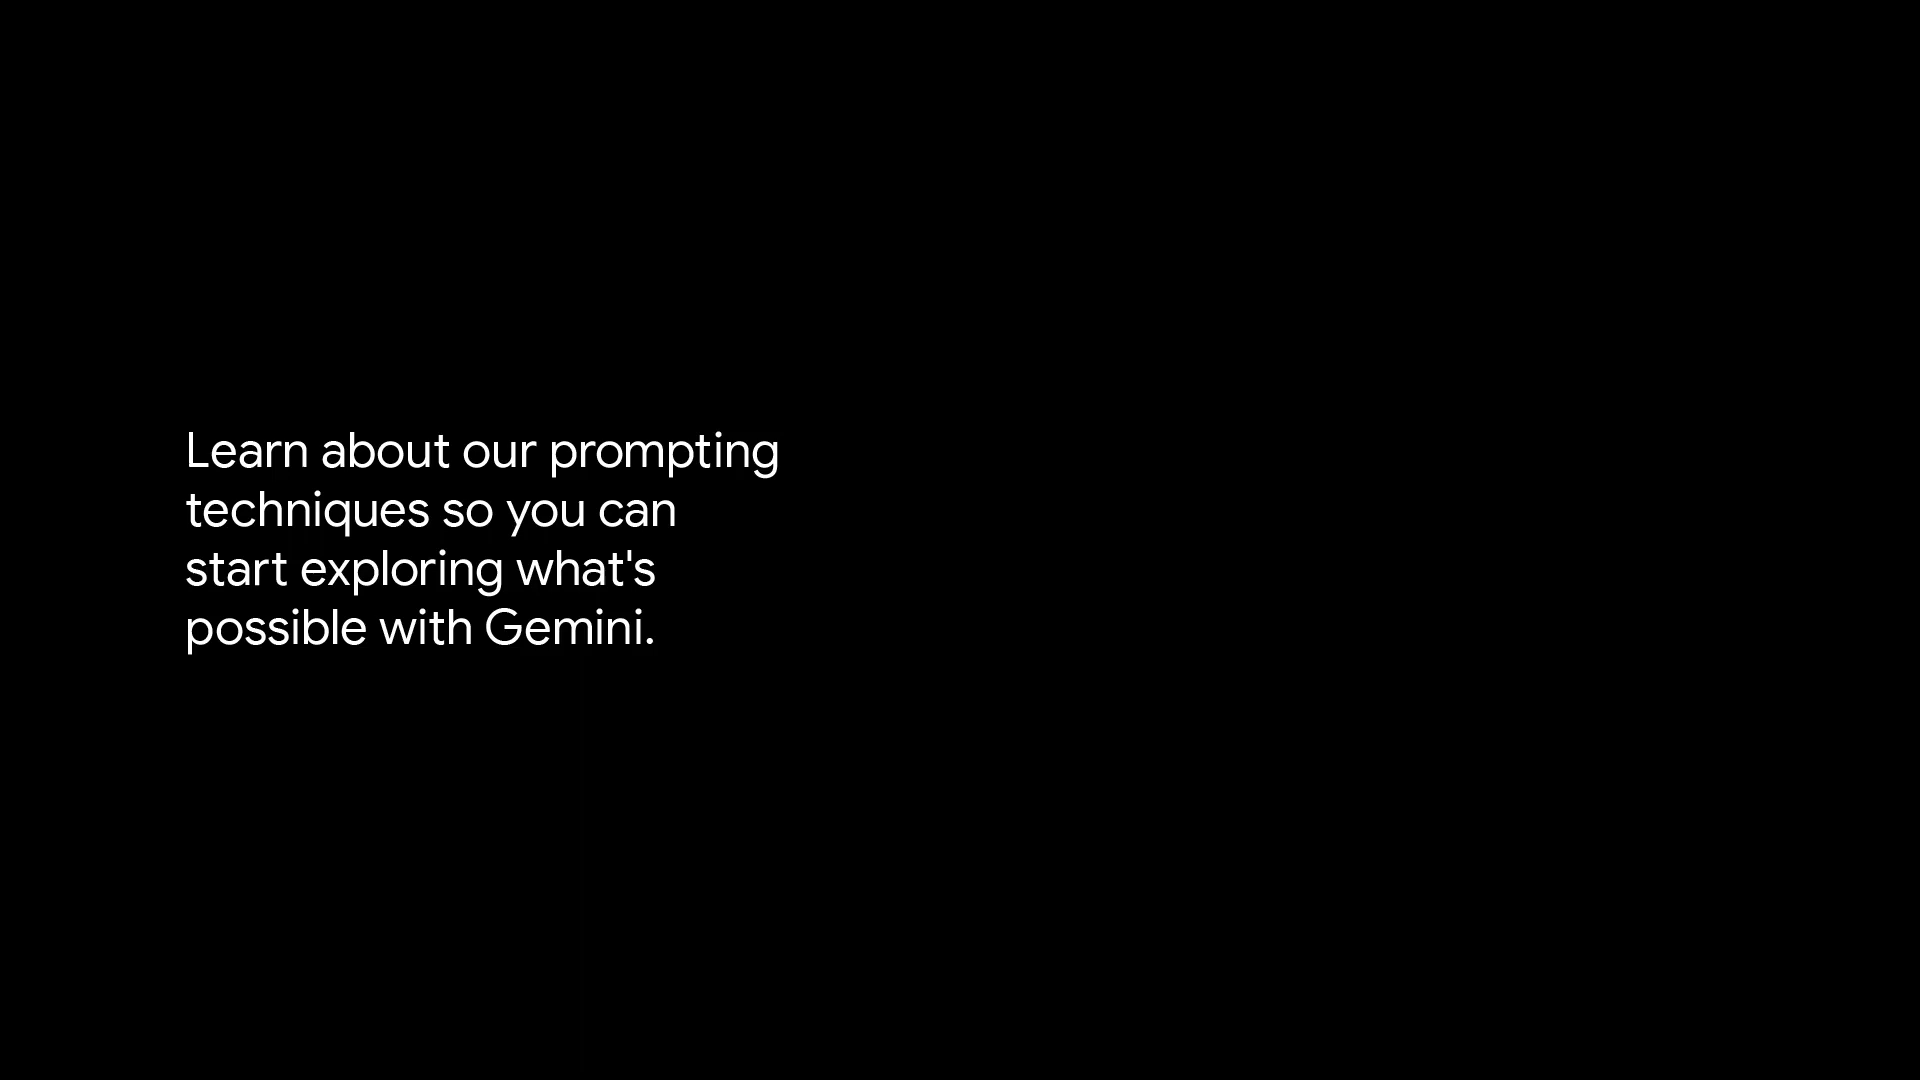 Learn about our prompting
techniques so you can
start exploring what's
possible with Gemini.